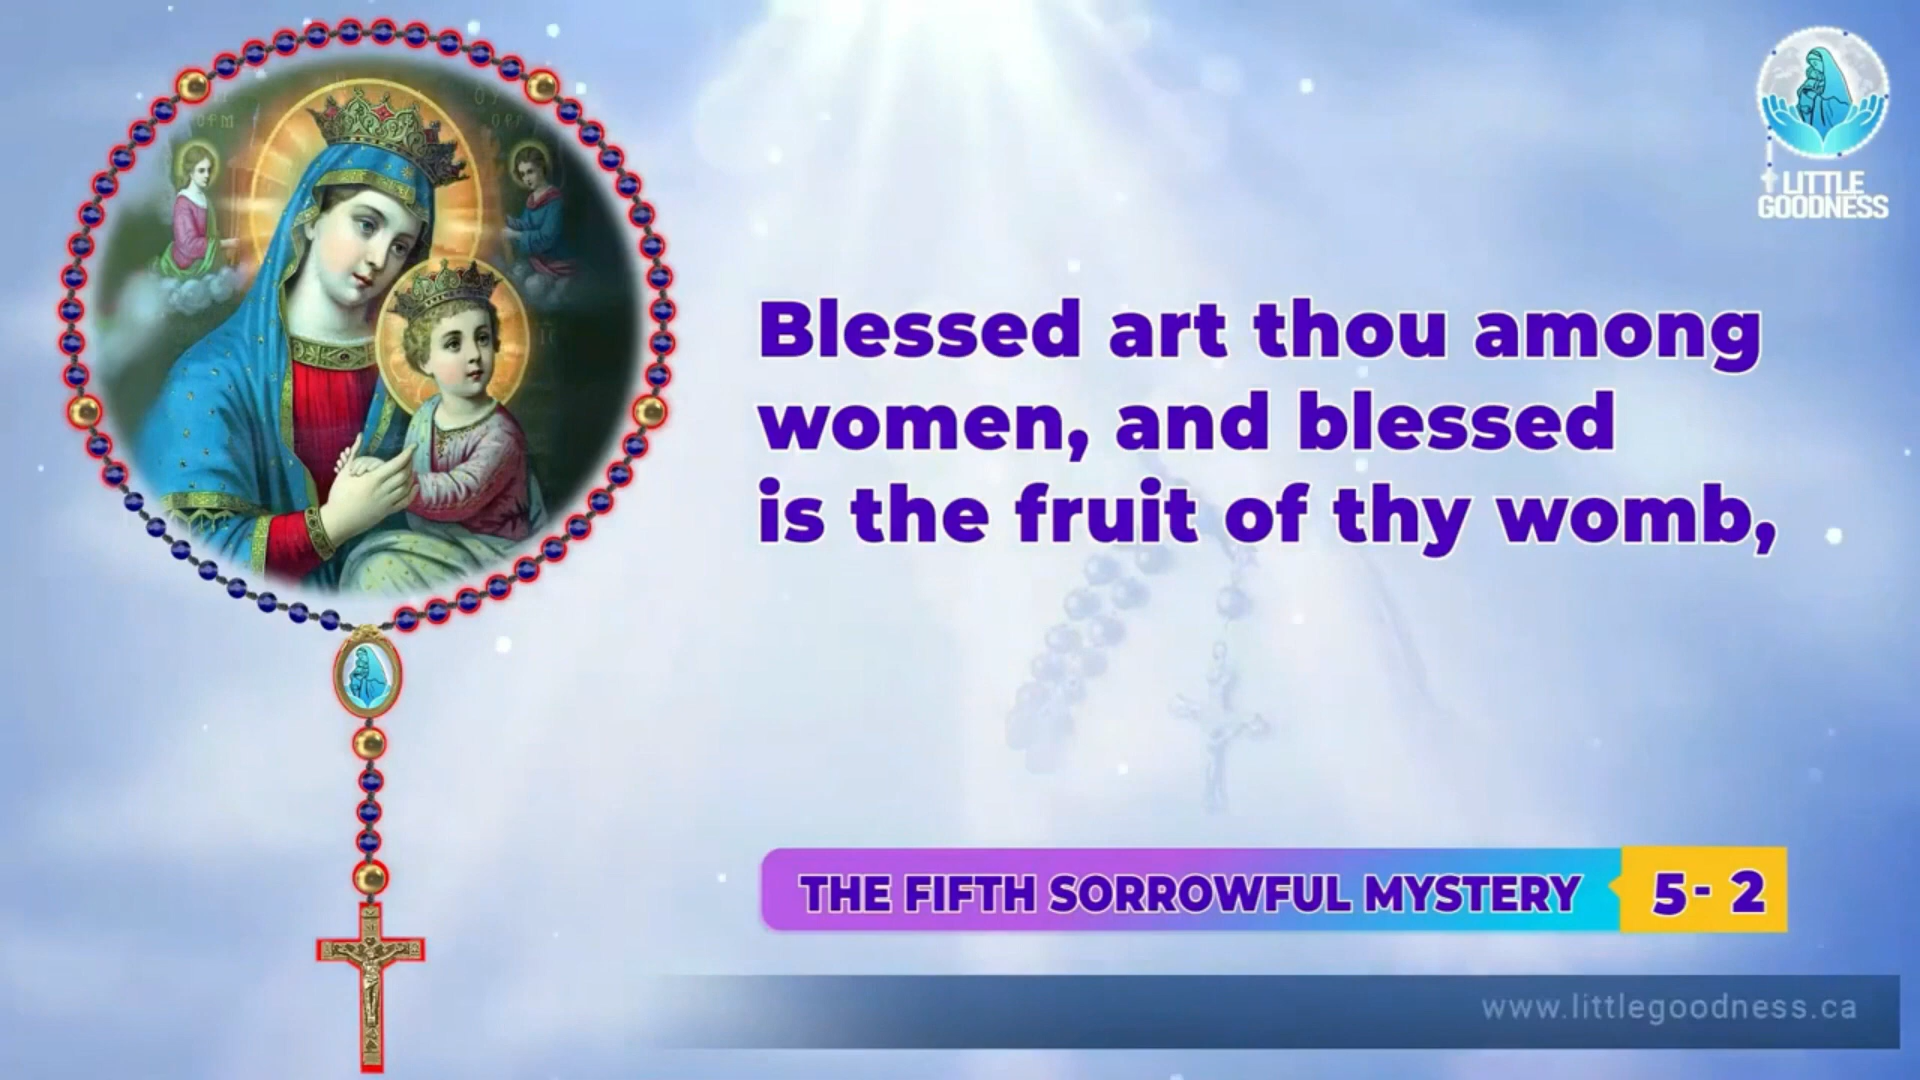 LITTLE
GOODNESS
Blessed art thou among
women, and blessed
is the fruit of thy womb,
THE FIFTH SORROWFUL MYSTERY 5- 2
www.littlegoodness.ca